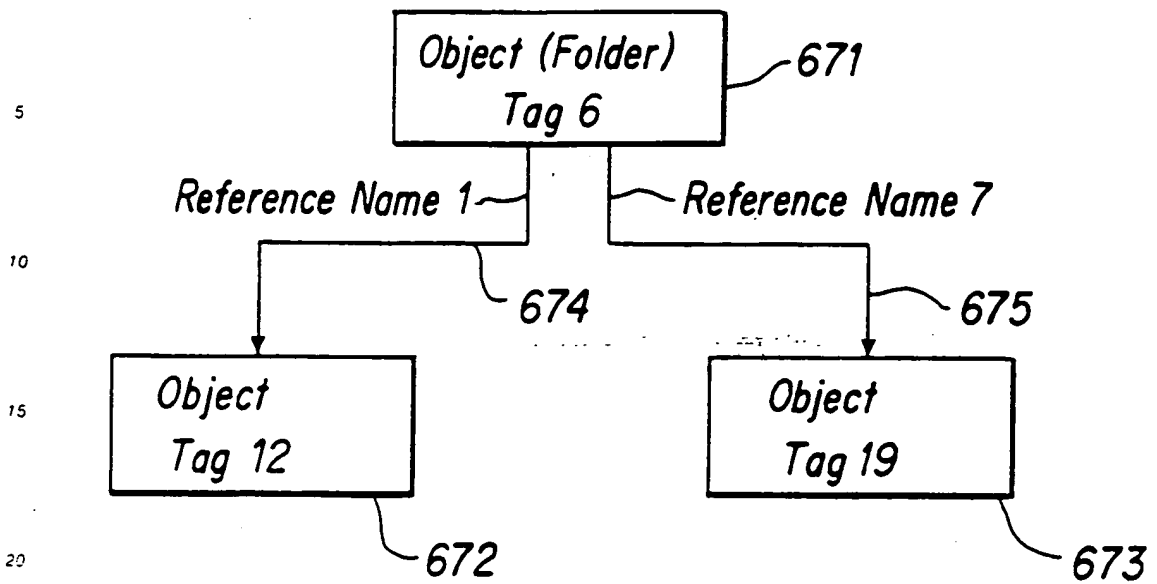 Object (Folder)
Tag 6
671
5
Reference Name 1
Reference Name 7
10
674
675
Object
Tag 12
Object
Tag 19
15
672
673
20